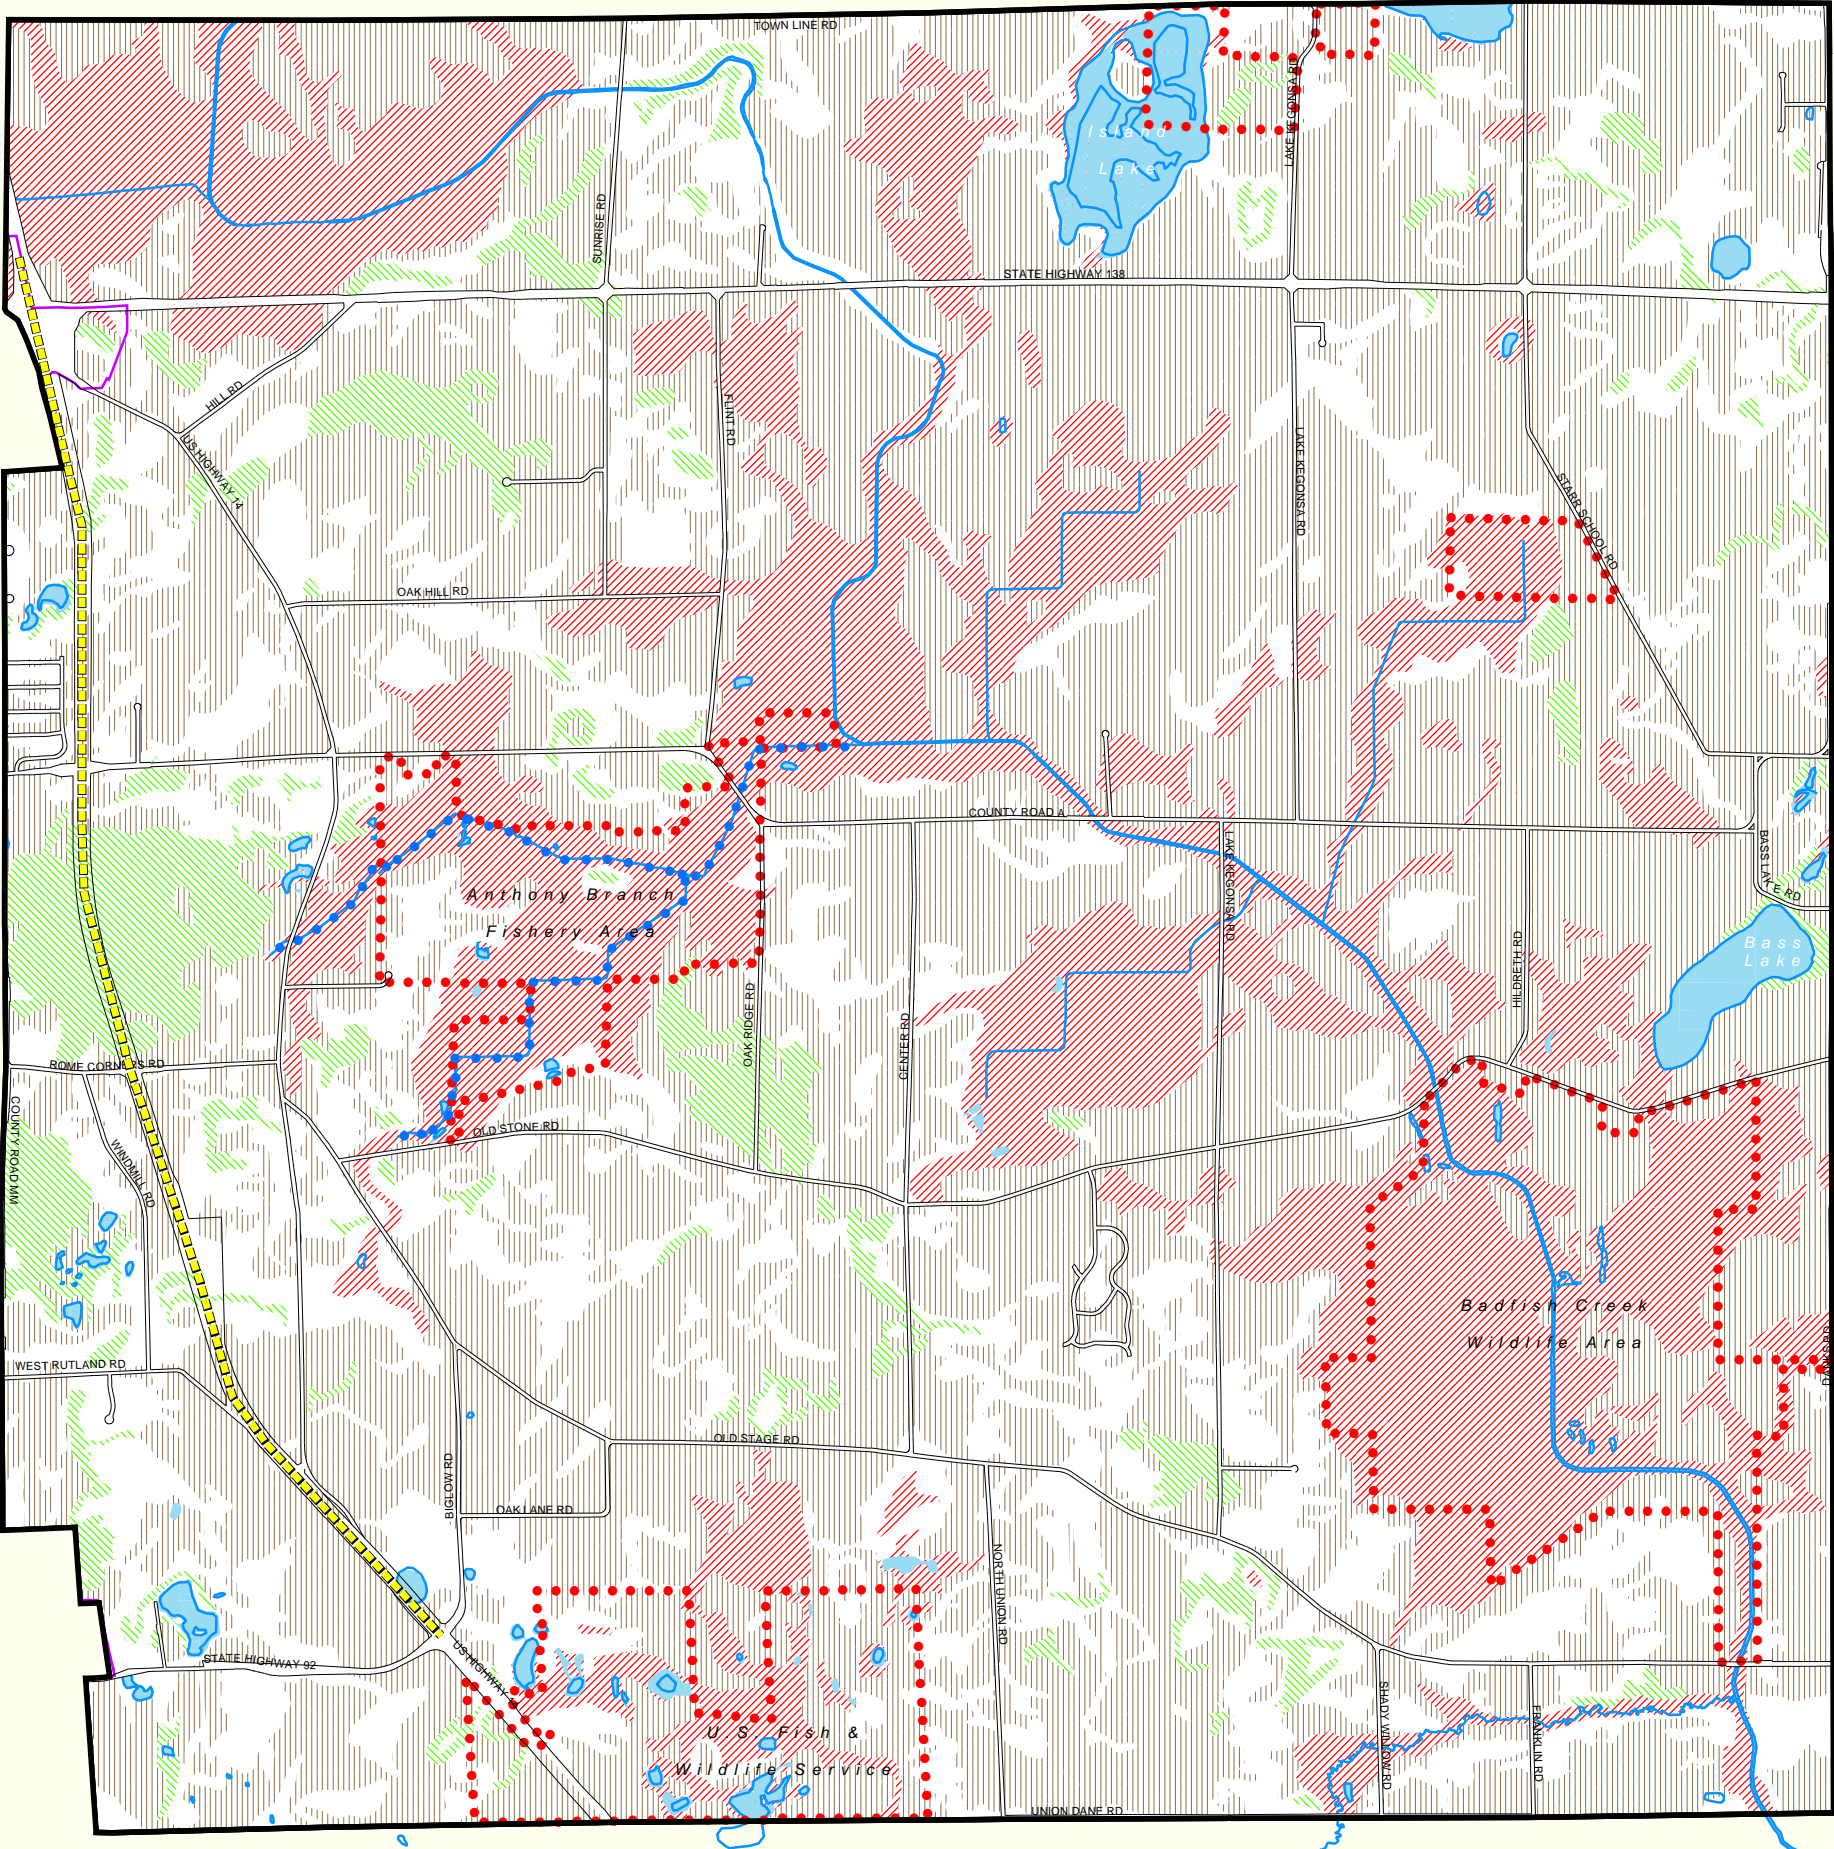 TOWN LINE RD
LAKE KEGONSA RD
Island
Lake
SUNRISE RD
STATE HIGHWAY 138
HILL RD
FLINT RD
US HIGHWAY 14
LAKE KEGONSA RD
STARR SCHOOL RD
OAK HILL RD
COUNTY ROAD A
LAKE KEGONSA RD
BASS LAKE RD
Anthony Branch
Fishery Area
Bass
Lake
HILDRETH RD
OAK RIDGE RD
CENTER RD
ROME CORNERS RD
COUNTY ROAD MM
WINDMILL RD
OLD STONE RD
Badfish Creek
Wildlife Area
DANKS RD
WEST RUTLAND RD
OLD STAGE RD
BIGLOW RD
OAK LANE RD
NORTH UNION RD
STATE HIGHWAY 92
US HIGHWAY 14
SHADY WILLOW RD
FRANKLIN RD
U.S. Fish &
Wildlife Service
UNION DANE RD